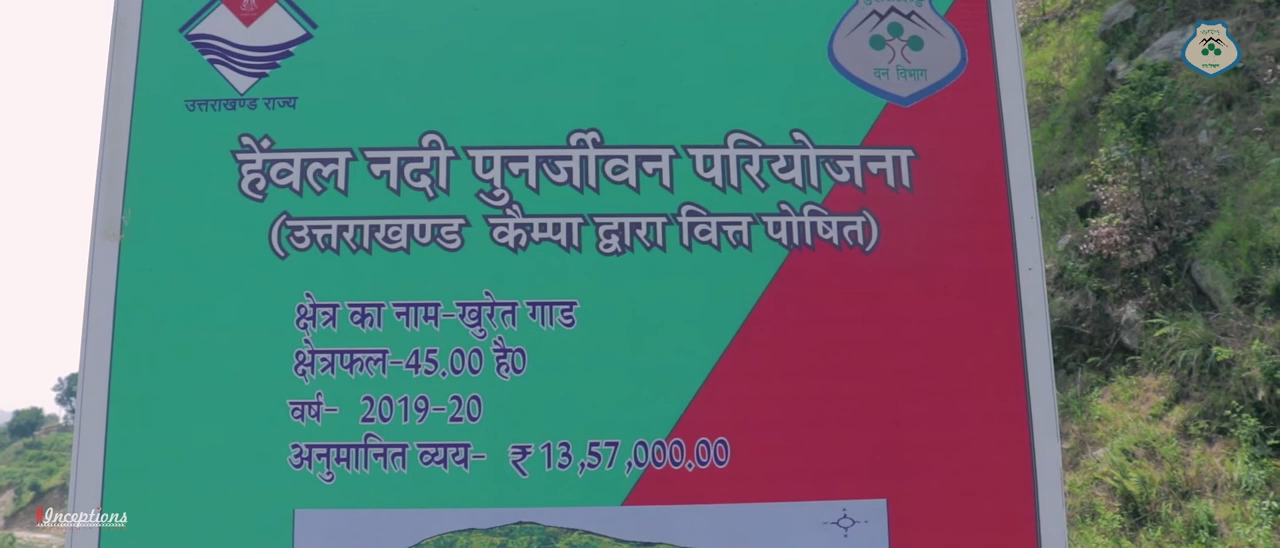 उत्तराखण्ड राज्य
वन विभाग
हेंवल नदी पुनर्जीवन परियोजना
(उत्तराखण्ड कैम्पा द्वारा वित्त पोषित)
क्षेत्र का नाम-खुरेत गाड
क्षेत्रफल-45.00 है0
वर्ष- 2019-20
अनुमानित व्यय- ₹ 13,57,000.00
Inceptions